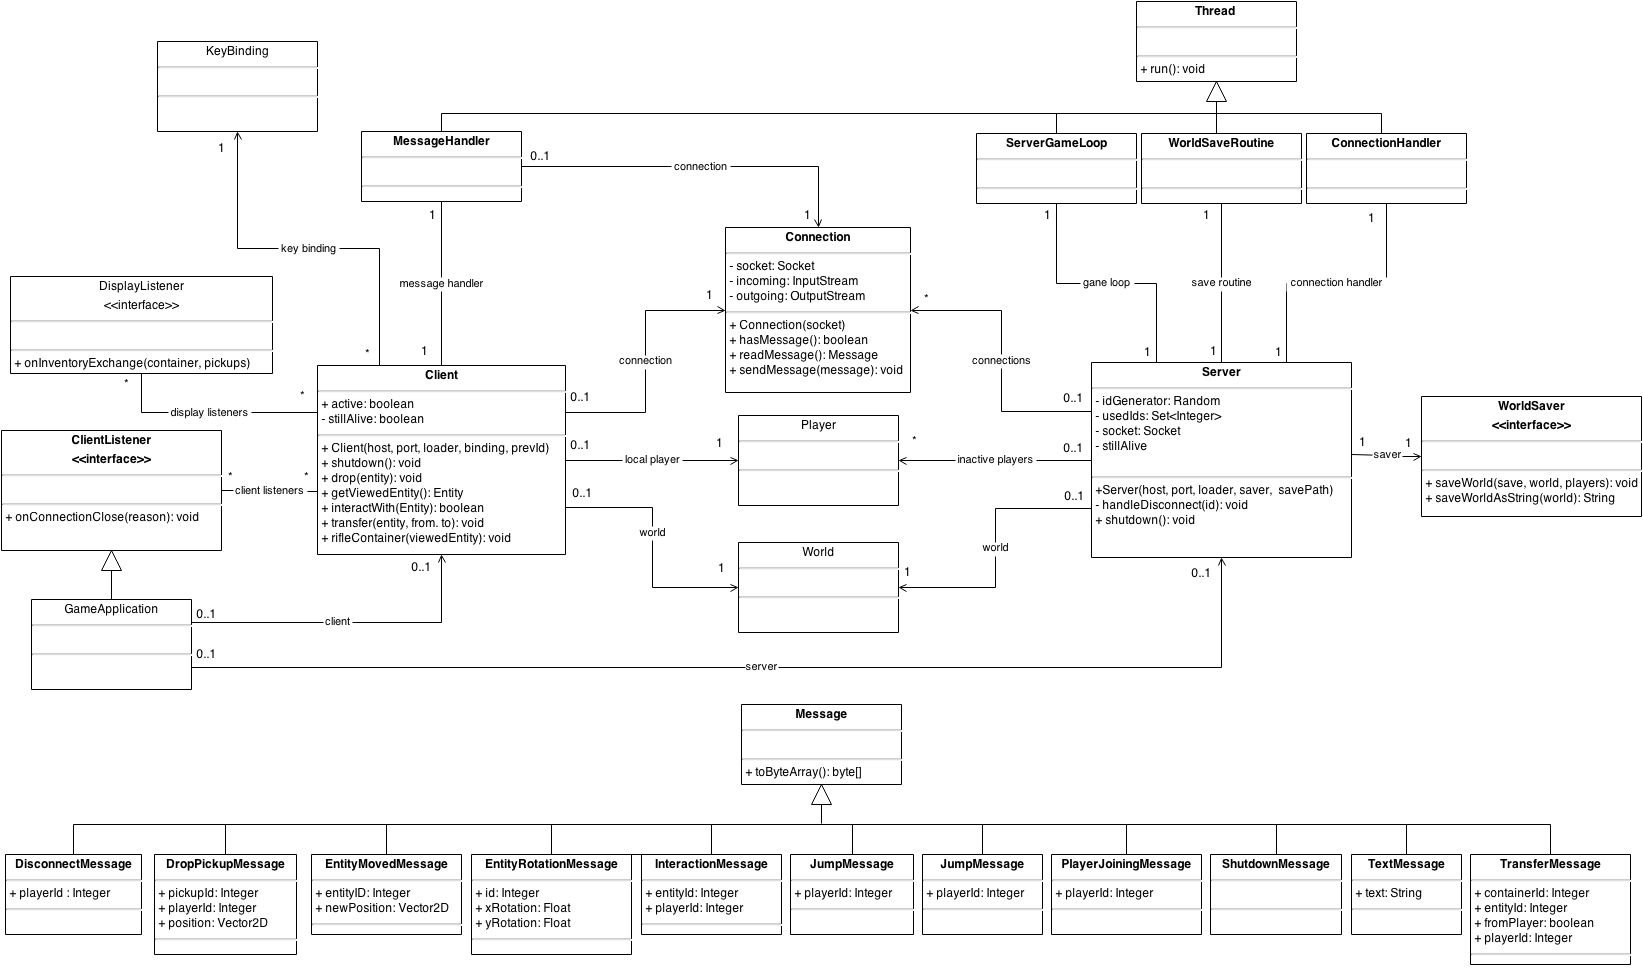 Thread
+ run(): void
KeyBinding
1
MessageHandler
0..1
connection
1
1
ServerGameLoop
WorldSaveRoutine
ConnectionHandler
1
1
1
key binding
message handler
gane loop
save routine
connection handler
*
1
1
1
1
DisplayListener
<<interface>>
+ onInventoryExchange(container, pickups)
*
display listeners
*
Connection
- socket: Socket
- incoming: InputStream
- outgoing: OutputStream
+ Connection(socket)
+ hasMessage(): boolean
+ readMessage(): Message
+ sendMessage(message): void
1
connection
0..1
*
connections
0..1
Client
+ active: boolean
- stillAlive: boolean
+ Client(host, port, loader, binding, prevId)
+ shutdown(): void
+ drop(entity): void
+ getViewedEntity(): Entity
+ interactWith(Entity): boolean
+ transfer(entity, from. to): void
+ rifleContainer(viewedEntity): void
Server
- idGenerator: Random
- usedIds: Set<Integer>
- socket: Socket
- stillAlive
+Server(host, port, loader, saver,  savePath)
- handleDisconnect(id): void
+ shutdown(): void
1
saver
1
WorldSaver
<<interface>>
+ saveWorld(save, world, players): void
+ saveWorldAsString(world): String
ClientListener
<<interface>>
+ onConnectionClose(reason): void
*
client listeners
*
0..1
local player
1
Player
*
inactive players
0..1
0..1
world
1
World
1
world
0..1
GameApplication
0..1
client
0..1
0..1
server
0..1
Message
+ toByteArray(): byte[]
DisconnectMessage
+ playerId : Integer
DropPickupMessage
+ pickupId: Integer
+ playerId: Integer
+ position: Vector2D
EntityMovedMessage
+ entityID: Integer
+ newPosition: Vector2D
EntityRotationMessage
+ id: Integer
+ xRotation: Float
+ yRotation: Float
InteractionMessage
+ entityId: Integer
+ playerId: Integer
JumpMessage
+ playerId: Integer
JumpMessage
+ playerId: Integer
PlayerJoiningMessage
+ playerId: Integer
ShutdownMessage
TextMessage
+ text: String
TransferMessage
+ containerId: Integer
+ entityId: Integer
+ fromPlayer: boolean
+ playerId: Integer